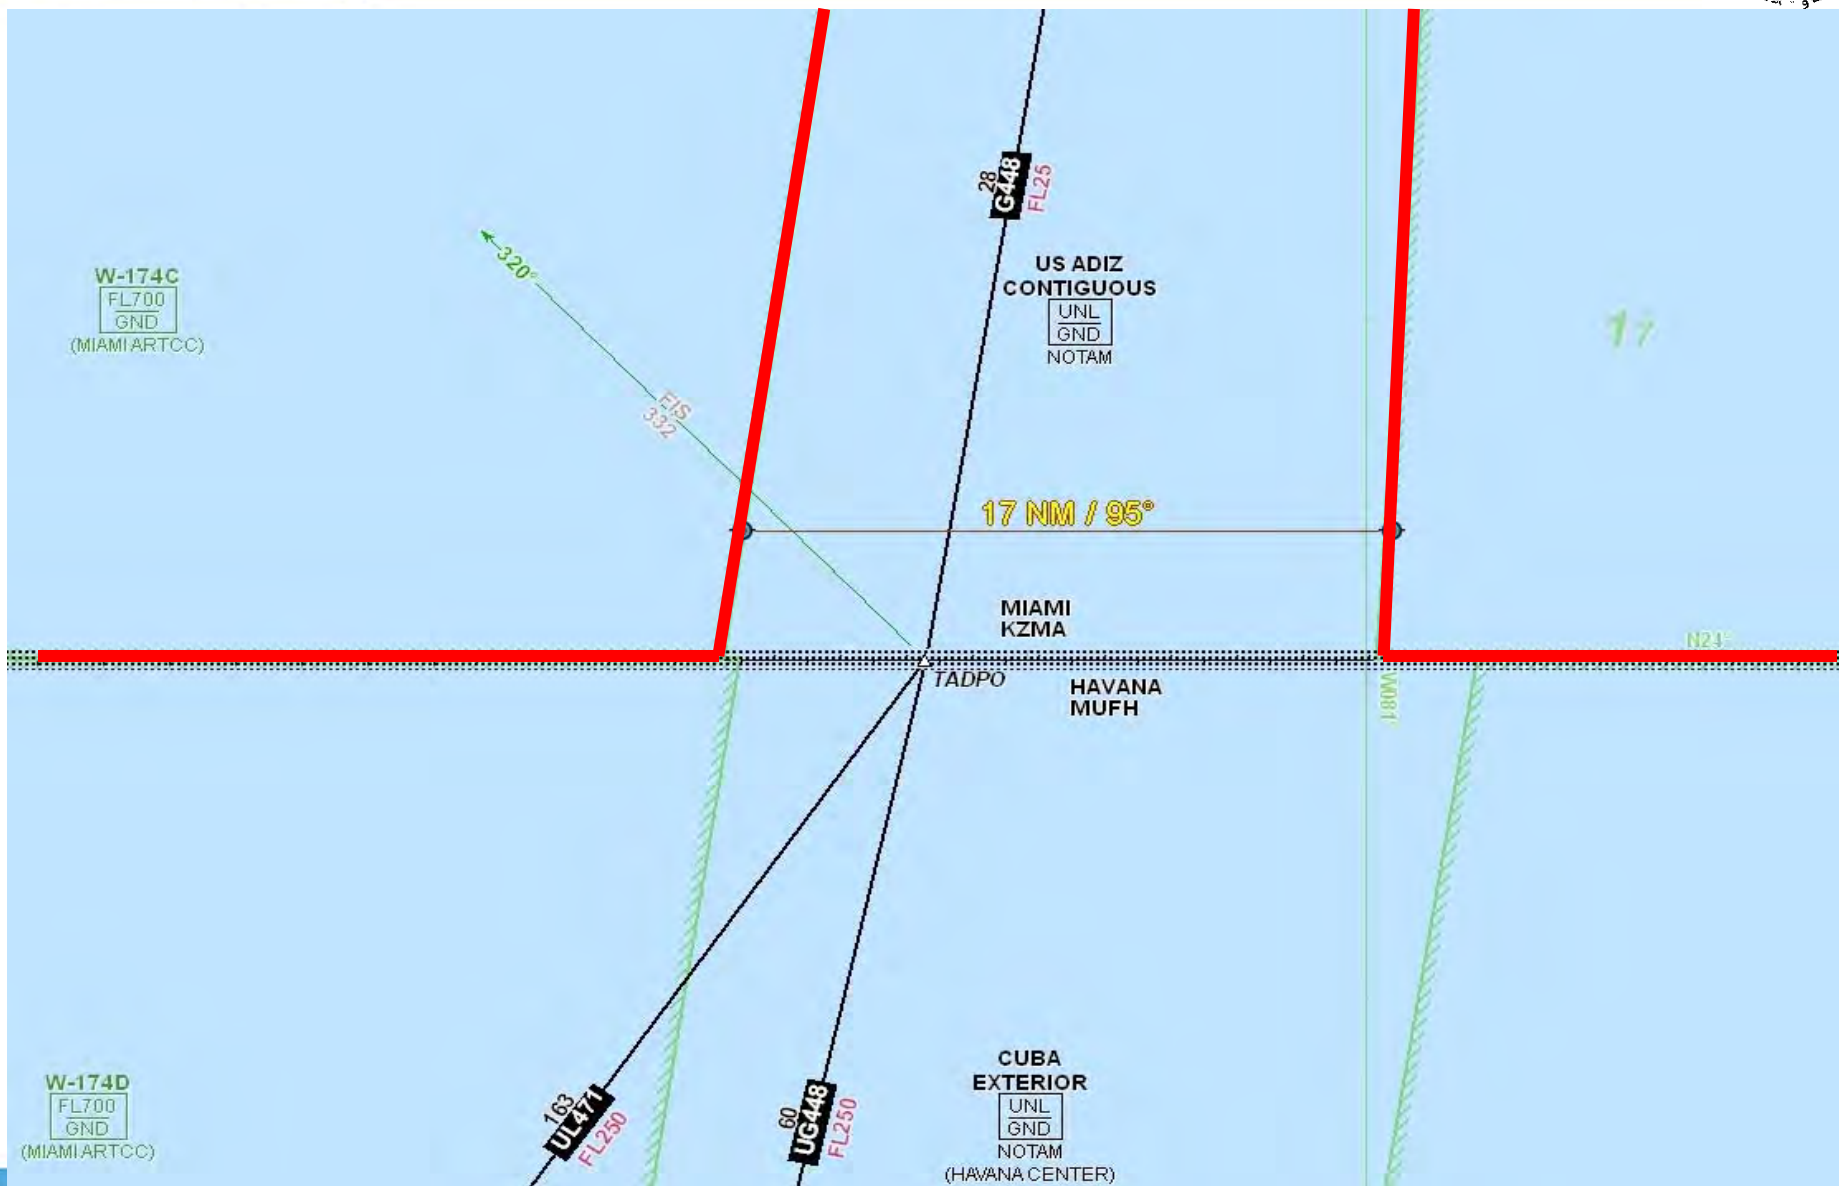 28
G448
FL25
US ADIZ
CONTIGUOUS
UNL
GND
NOTAM
W-174C
FL700
GND
(MIAMI ARTCC)
320°
17
FIS
332
17 NM / 95°
MIAMI
KZMA
N24°
TADPO
HAVANA
MUFH
W081
CUBA
EXTERIOR
UNL
GND
NOTAM
(HAVANA CENTER)
W-174D
FL700
GND
(MIAMI ARTCC)
163
UL471
FL250
60
UG448
FL250